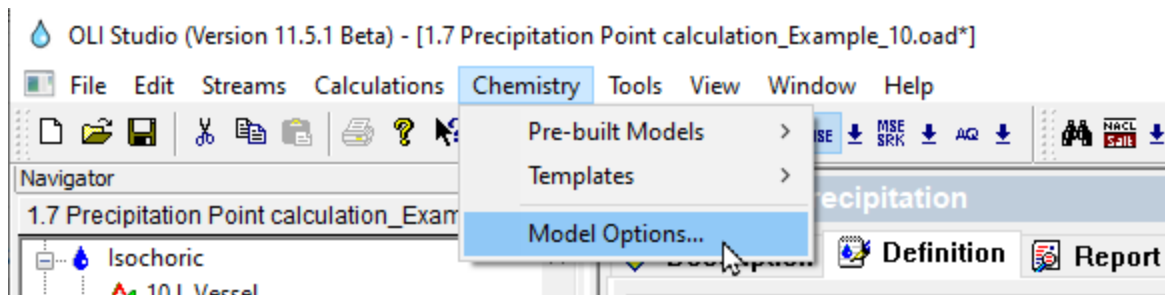 OLI Studio (Version 11.5.1 Beta) - [1.7 Precipitation Point calculation_Example_10.oad*]
File Edit Streams Calculations Chemistry Tools View Window Help
Pre-built Models
MSE SRK AQ NACL Salt
Navigator
Templates
1.7 Precipitation Point calculation_Exam
Model Options...
Definition Report
Isochoric
10 L Vessel